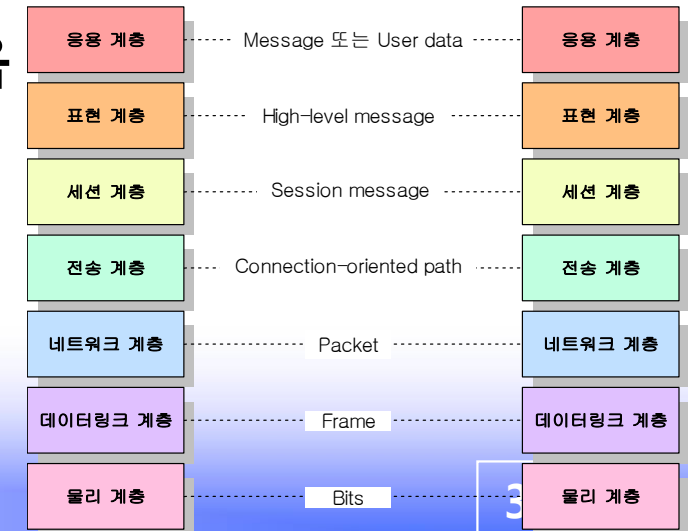 응용 계층 Message 또는 User data 응용 계층
표현 계층 High-level message 표현 계층
세션 계층 Session message 세션 계층
전송 계층 Connection-oriented path 전송 계층
네트워크 계층 Packet 네트워크 계층
데이터링크 계층 Frame 데이터링크 계층
물리 계층 Bits 물리 계층
3